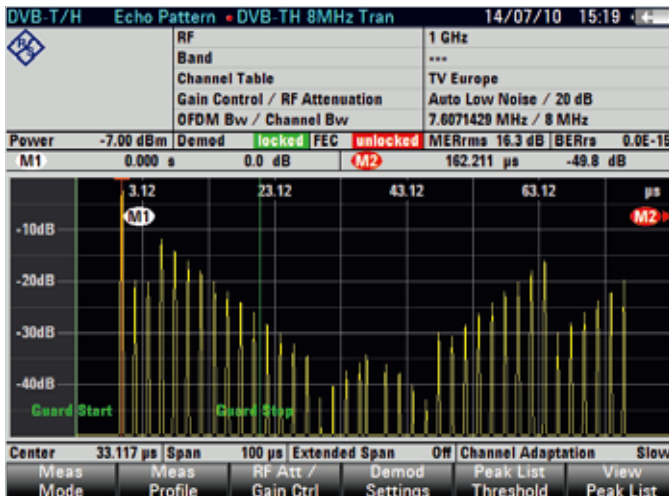 DVB-T/H Echo Pattern • DVB-TH 8MHz Tran 14/07/10 15:19
RF 1 GHz
Band ---
Channel Table TV Europe
Gain Control / RF Attenuation Auto Low Noise / 20 dB
OFDM Bw / Channel Bw 7.6071429 MHz / 8 MHz
Power -7.00 dBm Demod locked FEC unlocked MERrms 16.3 dB BERrs 0.0E-15
M1 0.000 s 0.0 dB M2 162.211 µs -49.8 dB
3.12 23.12 43.12 63.12 µs
M1 M2
-10dB
-20dB
-30dB
-40dB
Guard Start Guard Stop
Center 33.117 µs Span 100 µs Extended Span Off Channel Adaptation Slow
Meas Mode Meas Profile RF Att / Gain Ctrl Demod Settings Peak List Threshold View Peak List